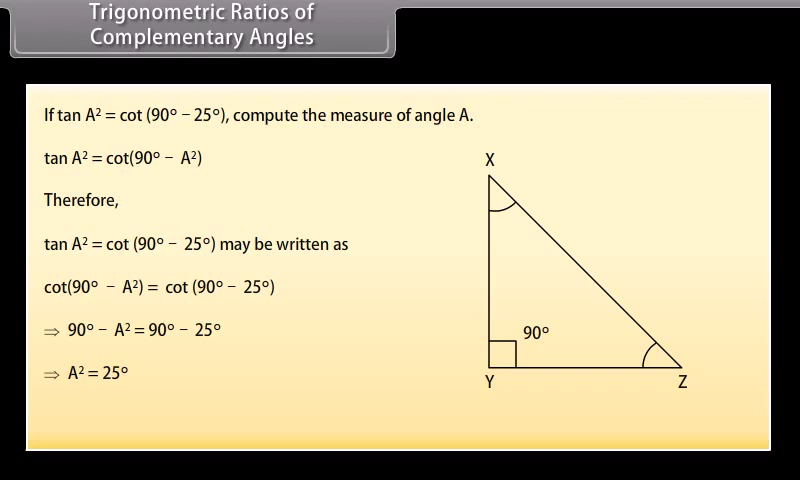 Trigonometric Ratios of
Complementary Angles
If tan A² = cot (90° – 25°), compute the measure of angle A.
tan A² = cot(90° – A²)
Therefore,
tan A² = cot (90° – 25°) may be written as
cot(90° – A²) = cot (90° – 25°)
⇒ 90° – A² = 90° – 25°
⇒ A² = 25°
X
90°
Y
Z